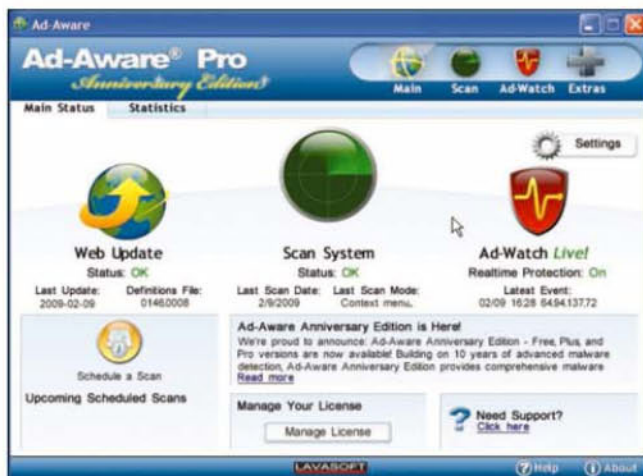 Ad-Aware
Ad-Aware® Pro
Anniversary Edition
Main Scan Ad-Watch Extras
Main Status Statistics
Settings
Web Update
Status: OK
Last Update: Definitions File:
2009-02-09 0146.0008
Scan System
Status: OK
Last Scan Date: Last Scan Mode:
2/9/2009 Context menu.
Ad-Watch Live!
Realtime Protection: On
Latest Event:
02/09 16:28 64.94.137.72
Schedule a Scan
Upcoming Scheduled Scans
Ad-Aware Anniversary Edition is Here!
We're proud to announce: Ad-Aware Anniversary Edition - Free, Plus, and
Pro versions are now available! Building on 10 years of advanced malware
detection, Ad-Aware Anniversary Edition provides comprehensive malware
Read more
Manage Your License
Manage License
? Need Support?
Click here
LAVASOFT
? Help i About